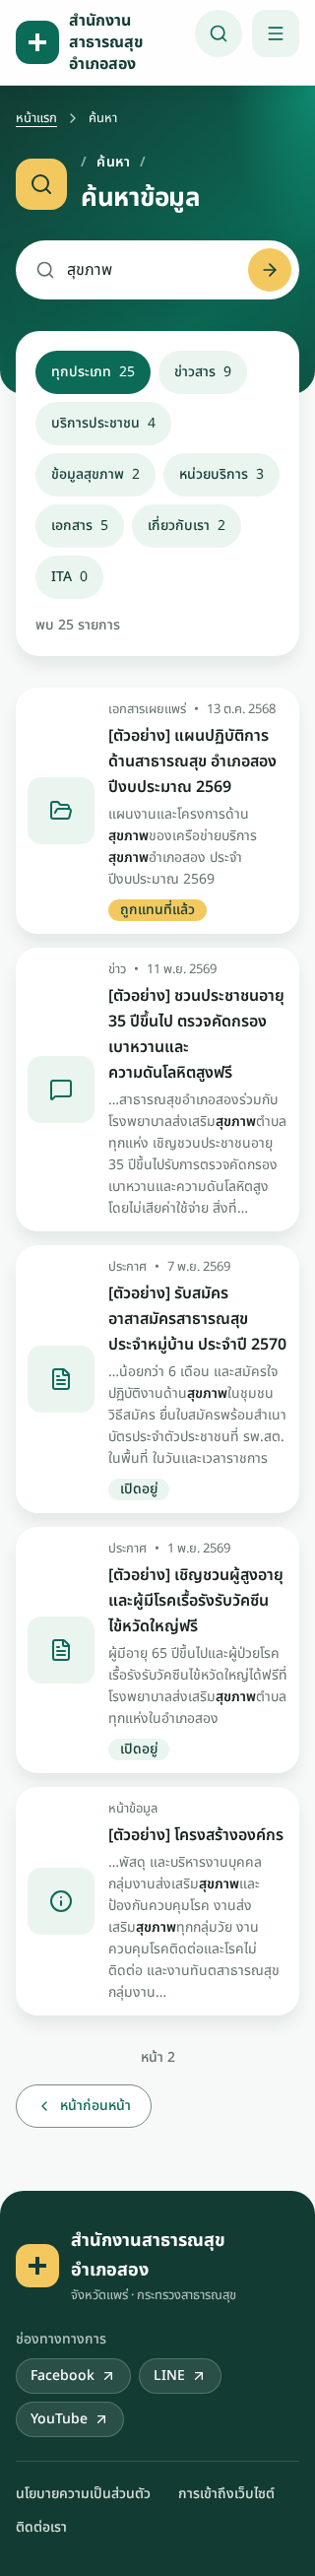 สำนักงาน
สาธารณสุข
อำเภอสอง
หน้าแรก > ค้นหา
/ ค้นหา /
ค้นหาข้อมูล
สุขภาพ
ทุกประเภท 25
ข่าวสาร 9
บริการประชาชน 4
ข้อมูลสุขภาพ 2
หน่วยบริการ 3
เอกสาร 5
เกี่ยวกับเรา 2
ITA 0
พบ 25 รายการ
เอกสารเผยแพร่ • 13 ต.ค. 2568
[ตัวอย่าง] แผนปฏิบัติการ
ด้านสาธารณสุข อำเภอสอง
ปีงบประมาณ 2569
แผนงานและโครงการด้าน
สุขภาพของเครือข่ายบริการ
สุขภาพอำเภอสอง ประจำ
ปีงบประมาณ 2569
ถูกแทนที่แล้ว
ข่าว • 11 พ.ย. 2569
[ตัวอย่าง] ชวนประชาชนอายุ
35 ปีขึ้นไป ตรวจคัดกรอง
เบาหวานและ
ความดันโลหิตสูงฟรี
…สาธารณสุขอำเภอสองร่วมกับ
โรงพยาบาลส่งเสริมสุขภาพตำบล
ทุกแห่ง เชิญชวนประชาชนอายุ
35 ปีขึ้นไปรับการตรวจคัดกรอง
เบาหวานและความดันโลหิตสูง
โดยไม่เสียค่าใช้จ่าย สิ่งที่…
ประกาศ • 7 พ.ย. 2569
[ตัวอย่าง] รับสมัคร
อาสาสมัครสาธารณสุข
ประจำหมู่บ้าน ประจำปี 2570
…น้อยกว่า 6 เดือน และสมัครใจ
ปฏิบัติงานด้านสุขภาพในชุมชน
วิธีสมัคร ยื่นใบสมัครพร้อมสำเนา
บัตรประจำตัวประชาชนที่ รพ.สต.
ในพื้นที่ ในวันและเวลาราชการ
เปิดอยู่
ประกาศ • 1 พ.ย. 2569
[ตัวอย่าง] เชิญชวนผู้สูงอายุ
และผู้มีโรคเรื้อรังรับวัคซีน
ไข้หวัดใหญ่ฟรี
ผู้มีอายุ 65 ปีขึ้นไปและผู้ป่วยโรค
เรื้อรังรับวัคซีนไข้หวัดใหญ่ได้ฟรีที่
โรงพยาบาลส่งเสริมสุขภาพตำบล
ทุกแห่งในอำเภอสอง
เปิดอยู่
หน้าข้อมูล
[ตัวอย่าง] โครงสร้างองค์กร
…พัสดุ และบริหารงานบุคคล
กลุ่มงานส่งเสริมสุขภาพและ
ป้องกันควบคุมโรค งานส่ง
เสริมสุขภาพทุกกลุ่มวัย งาน
ควบคุมโรคติดต่อและโรคไม่
ติดต่อ และงานทันตสาธารณสุข
กลุ่มงาน…
หน้า 2
หน้าก่อนหน้า
สำนักงานสาธารณสุข
อำเภอสอง
จังหวัดแพร่ · กระทรวงสาธารณสุข
ช่องทางทางการ
Facebook
LINE
YouTube
นโยบายความเป็นส่วนตัว
การเข้าถึงเว็บไซต์
ติดต่อเรา